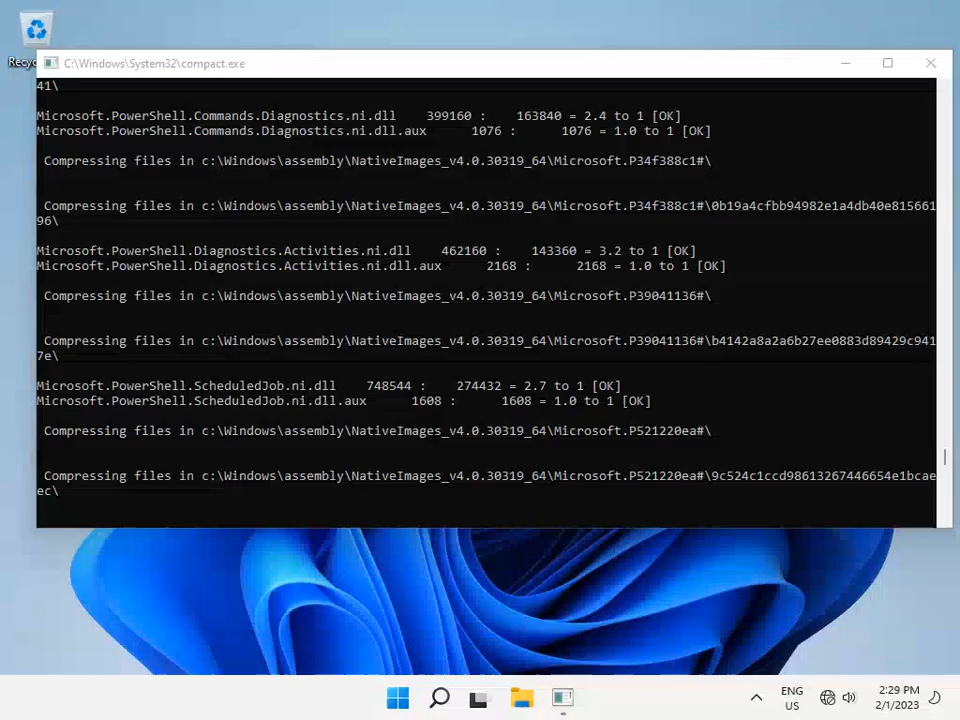 Recyc
C:\Windows\System32\compact.exe
41\
Microsoft.PowerShell.Commands.Diagnostics.ni.dll    399160 :    163840 = 2.4 to 1 [OK]
Microsoft.PowerShell.Commands.Diagnostics.ni.dll.aux      1076 :      1076 = 1.0 to 1 [OK]
Compressing files in c:\Windows\assembly\NativeImages_v4.0.30319_64\Microsoft.P34f388c1#\
Compressing files in c:\Windows\assembly\NativeImages_v4.0.30319_64\Microsoft.P34f388c1#\0b19a4cfbb94982e1a4db40e815661
96\
Microsoft.PowerShell.Diagnostics.Activities.ni.dll    462160 :    143360 = 3.2 to 1 [OK]
Microsoft.PowerShell.Diagnostics.Activities.ni.dll.aux      2168 :      2168 = 1.0 to 1 [OK]
Compressing files in c:\Windows\assembly\NativeImages_v4.0.30319_64\Microsoft.P39041136#\
Compressing files in c:\Windows\assembly\NativeImages_v4.0.30319_64\Microsoft.P39041136#\b4142a8a2a6b27ee0883d89429c941
7e\
Microsoft.PowerShell.ScheduledJob.ni.dll    748544 :    274432 = 2.7 to 1 [OK]
Microsoft.PowerShell.ScheduledJob.ni.dll.aux      1608 :      1608 = 1.0 to 1 [OK]
Compressing files in c:\Windows\assembly\NativeImages_v4.0.30319_64\Microsoft.P521220ea#\
Compressing files in c:\Windows\assembly\NativeImages_v4.0.30319_64\Microsoft.P521220ea#\9c524c1ccd98613267446654e1bcae
ec\
ENG
US
2:29 PM
2/1/2023